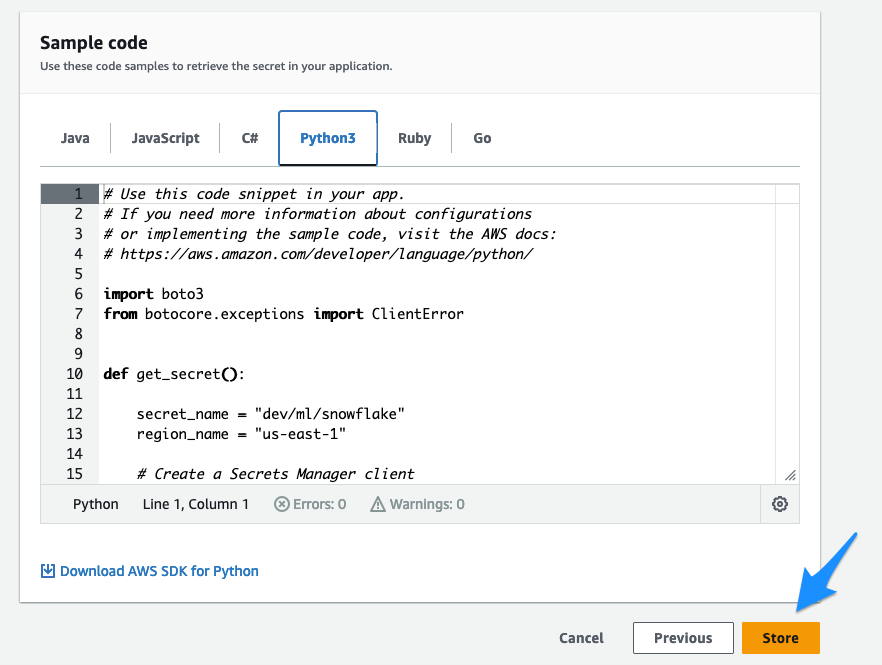 Sample code
Use these code samples to retrieve the secret in your application.
Java
JavaScript
C#
Python3
Ruby
Go
1 # Use this code snippet in your app.
2 # If you need more information about configurations
3 # or implementing the sample code, visit the AWS docs:
4 # https://aws.amazon.com/developer/language/python/
5
6 import boto3
7 from botocore.exceptions import ClientError
8
9
10 def get_secret():
11
12     secret_name = "dev/ml/snowflake"
13     region_name = "us-east-1"
14
15     # Create a Secrets Manager client
Python Line 1, Column 1 Errors: 0 Warnings: 0
Download AWS SDK for Python
Cancel
Previous
Store